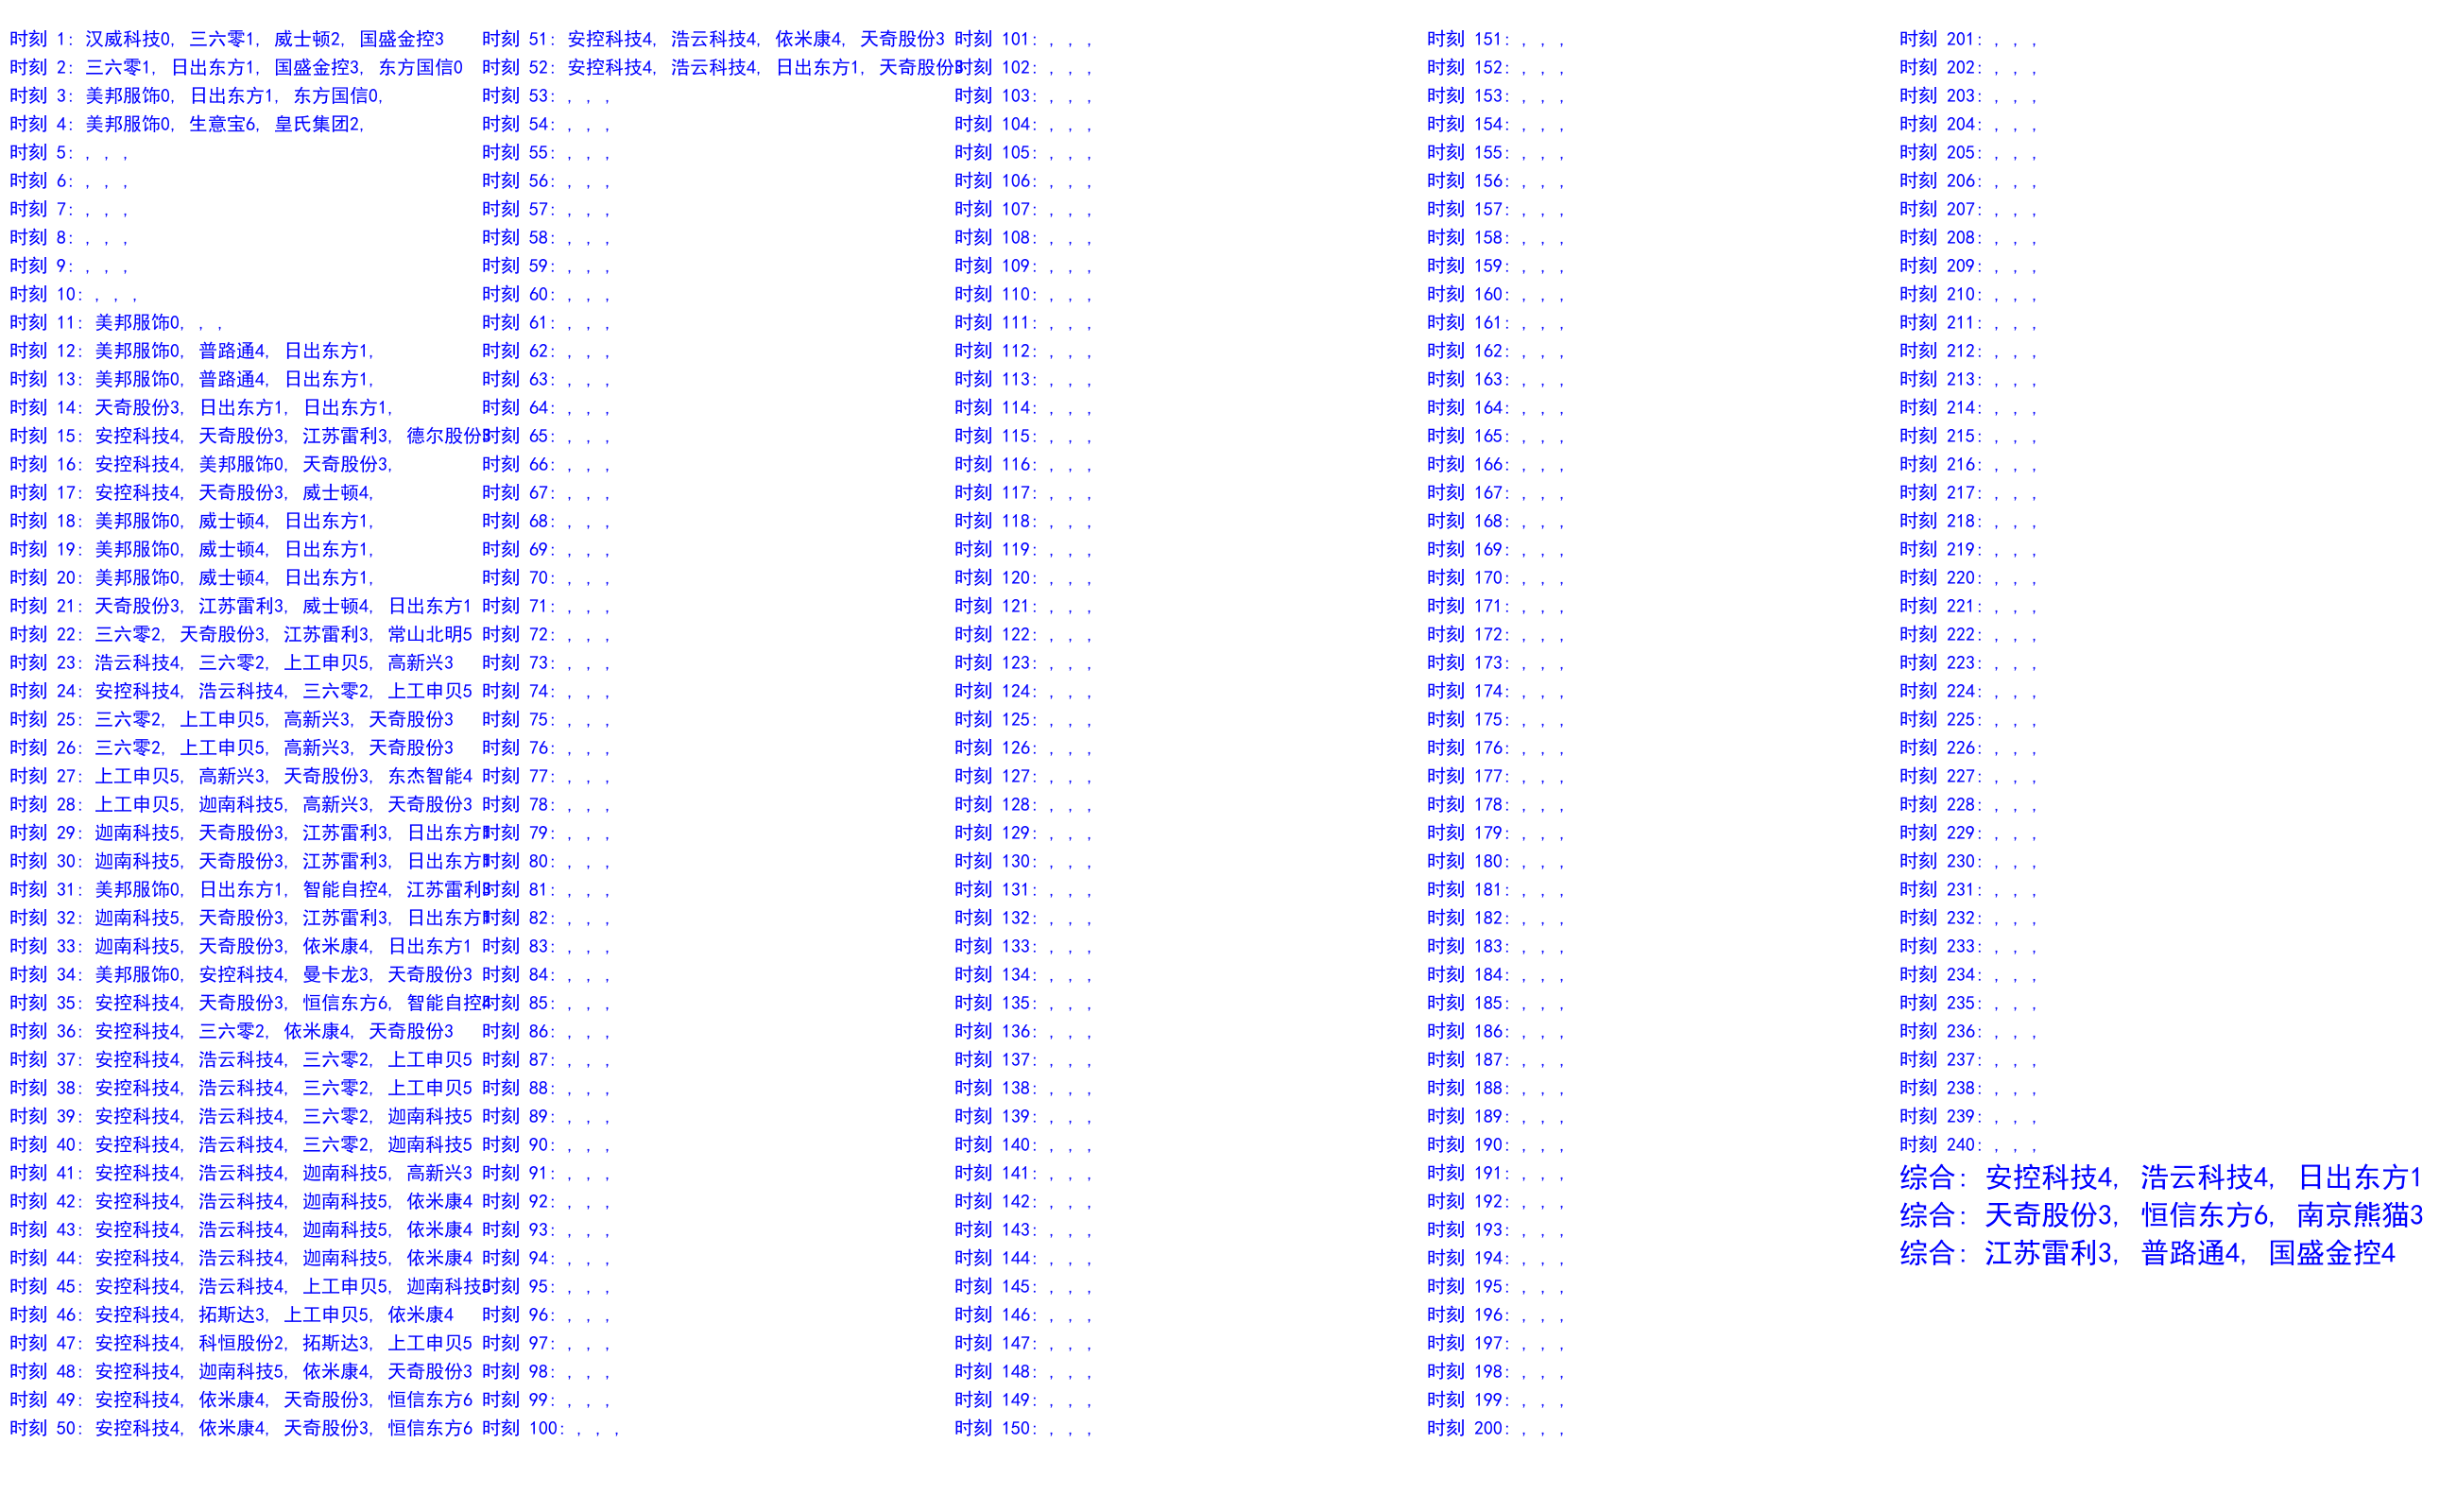 时刻 1: 汉威科技0, 三六零1, 威士顿2, 国盛金控3
时刻 2: 三六零1, 日出东方1, 国盛金控3, 东方国信0
时刻 3: 美邦服饰0, 日出东方1, 东方国信0,
时刻 4: 美邦服饰0, 生意宝6, 皇氏集团2,
时刻 5: , , ,
时刻 6: , , ,
时刻 7: , , ,
时刻 8: , , ,
时刻 9: , , ,
时刻 10: , , ,
时刻 11: 美邦服饰0, , ,
时刻 12: 美邦服饰0, 普路通4, 日出东方1,
时刻 13: 美邦服饰0, 普路通4, 日出东方1,
时刻 14: 天奇股份3, 日出东方1, 日出东方1,
时刻 15: 安控科技4, 天奇股份3, 江苏雷利3, 德尔股份3
时刻 16: 安控科技4, 美邦服饰0, 天奇股份3,
时刻 17: 安控科技4, 天奇股份3, 威士顿4,
时刻 18: 美邦服饰0, 威士顿4, 日出东方1,
时刻 19: 美邦服饰0, 威士顿4, 日出东方1,
时刻 20: 美邦服饰0, 威士顿4, 日出东方1,
时刻 21: 天奇股份3, 江苏雷利3, 威士顿4, 日出东方1
时刻 22: 三六零2, 天奇股份3, 江苏雷利3, 常山北明5
时刻 23: 浩云科技4, 三六零2, 上工申贝5, 高新兴3
时刻 24: 安控科技4, 浩云科技4, 三六零2, 上工申贝5
时刻 25: 三六零2, 上工申贝5, 高新兴3, 天奇股份3
时刻 26: 三六零2, 上工申贝5, 高新兴3, 天奇股份3
时刻 27: 上工申贝5, 高新兴3, 天奇股份3, 东杰智能4
时刻 28: 上工申贝5, 迦南科技5, 高新兴3, 天奇股份3
时刻 29: 迦南科技5, 天奇股份3, 江苏雷利3, 日出东方1
时刻 30: 迦南科技5, 天奇股份3, 江苏雷利3, 日出东方1
时刻 31: 美邦服饰0, 日出东方1, 智能自控4, 江苏雷利3
时刻 32: 迦南科技5, 天奇股份3, 江苏雷利3, 日出东方1
时刻 33: 迦南科技5, 天奇股份3, 依米康4, 日出东方1
时刻 34: 美邦服饰0, 安控科技4, 曼卡龙3, 天奇股份3
时刻 35: 安控科技4, 天奇股份3, 恒信东方6, 智能自控4
时刻 36: 安控科技4, 三六零2, 依米康4, 天奇股份3
时刻 37: 安控科技4, 浩云科技4, 三六零2, 上工申贝5
时刻 38: 安控科技4, 浩云科技4, 三六零2, 上工申贝5
时刻 39: 安控科技4, 浩云科技4, 三六零2, 迦南科技5
时刻 40: 安控科技4, 浩云科技4, 三六零2, 迦南科技5
时刻 41: 安控科技4, 浩云科技4, 迦南科技5, 高新兴3
时刻 42: 安控科技4, 浩云科技4, 迦南科技5, 依米康4
时刻 43: 安控科技4, 浩云科技4, 迦南科技5, 依米康4
时刻 44: 安控科技4, 浩云科技4, 迦南科技5, 依米康4
时刻 45: 安控科技4, 浩云科技4, 上工申贝5, 迦南科技5
时刻 46: 安控科技4, 拓斯达3, 上工申贝5, 依米康4
时刻 47: 安控科技4, 科恒股份2, 拓斯达3, 上工申贝5
时刻 48: 安控科技4, 迦南科技5, 依米康4, 天奇股份3
时刻 49: 安控科技4, 依米康4, 天奇股份3, 恒信东方6
时刻 50: 安控科技4, 依米康4, 天奇股份3, 恒信东方6
时刻 51: 安控科技4, 浩云科技4, 依米康4, 天奇股份3
时刻 52: 安控科技4, 浩云科技4, 日出东方1, 天奇股份3
时刻 53: , , ,
时刻 54: , , ,
时刻 55: , , ,
时刻 56: , , ,
时刻 57: , , ,
时刻 58: , , ,
时刻 59: , , ,
时刻 60: , , ,
时刻 61: , , ,
时刻 62: , , ,
时刻 63: , , ,
时刻 64: , , ,
时刻 65: , , ,
时刻 66: , , ,
时刻 67: , , ,
时刻 68: , , ,
时刻 69: , , ,
时刻 70: , , ,
时刻 71: , , ,
时刻 72: , , ,
时刻 73: , , ,
时刻 74: , , ,
时刻 75: , , ,
时刻 76: , , ,
时刻 77: , , ,
时刻 78: , , ,
时刻 79: , , ,
时刻 80: , , ,
时刻 81: , , ,
时刻 82: , , ,
时刻 83: , , ,
时刻 84: , , ,
时刻 85: , , ,
时刻 86: , , ,
时刻 87: , , ,
时刻 88: , , ,
时刻 89: , , ,
时刻 90: , , ,
时刻 91: , , ,
时刻 92: , , ,
时刻 93: , , ,
时刻 94: , , ,
时刻 95: , , ,
时刻 96: , , ,
时刻 97: , , ,
时刻 98: , , ,
时刻 99: , , ,
时刻 100: , , ,
时刻 101: , , ,
时刻 102: , , ,
时刻 103: , , ,
时刻 104: , , ,
时刻 105: , , ,
时刻 106: , , ,
时刻 107: , , ,
时刻 108: , , ,
时刻 109: , , ,
时刻 110: , , ,
时刻 111: , , ,
时刻 112: , , ,
时刻 113: , , ,
时刻 114: , , ,
时刻 115: , , ,
时刻 116: , , ,
时刻 117: , , ,
时刻 118: , , ,
时刻 119: , , ,
时刻 120: , , ,
时刻 121: , , ,
时刻 122: , , ,
时刻 123: , , ,
时刻 124: , , ,
时刻 125: , , ,
时刻 126: , , ,
时刻 127: , , ,
时刻 128: , , ,
时刻 129: , , ,
时刻 130: , , ,
时刻 131: , , ,
时刻 132: , , ,
时刻 133: , , ,
时刻 134: , , ,
时刻 135: , , ,
时刻 136: , , ,
时刻 137: , , ,
时刻 138: , , ,
时刻 139: , , ,
时刻 140: , , ,
时刻 141: , , ,
时刻 142: , , ,
时刻 143: , , ,
时刻 144: , , ,
时刻 145: , , ,
时刻 146: , , ,
时刻 147: , , ,
时刻 148: , , ,
时刻 149: , , ,
时刻 150: , , ,
时刻 151: , , ,
时刻 152: , , ,
时刻 153: , , ,
时刻 154: , , ,
时刻 155: , , ,
时刻 156: , , ,
时刻 157: , , ,
时刻 158: , , ,
时刻 159: , , ,
时刻 160: , , ,
时刻 161: , , ,
时刻 162: , , ,
时刻 163: , , ,
时刻 164: , , ,
时刻 165: , , ,
时刻 166: , , ,
时刻 167: , , ,
时刻 168: , , ,
时刻 169: , , ,
时刻 170: , , ,
时刻 171: , , ,
时刻 172: , , ,
时刻 173: , , ,
时刻 174: , , ,
时刻 175: , , ,
时刻 176: , , ,
时刻 177: , , ,
时刻 178: , , ,
时刻 179: , , ,
时刻 180: , , ,
时刻 181: , , ,
时刻 182: , , ,
时刻 183: , , ,
时刻 184: , , ,
时刻 185: , , ,
时刻 186: , , ,
时刻 187: , , ,
时刻 188: , , ,
时刻 189: , , ,
时刻 190: , , ,
时刻 191: , , ,
时刻 192: , , ,
时刻 193: , , ,
时刻 194: , , ,
时刻 195: , , ,
时刻 196: , , ,
时刻 197: , , ,
时刻 198: , , ,
时刻 199: , , ,
时刻 200: , , ,
时刻 201: , , ,
时刻 202: , , ,
时刻 203: , , ,
时刻 204: , , ,
时刻 205: , , ,
时刻 206: , , ,
时刻 207: , , ,
时刻 208: , , ,
时刻 209: , , ,
时刻 210: , , ,
时刻 211: , , ,
时刻 212: , , ,
时刻 213: , , ,
时刻 214: , , ,
时刻 215: , , ,
时刻 216: , , ,
时刻 217: , , ,
时刻 218: , , ,
时刻 219: , , ,
时刻 220: , , ,
时刻 221: , , ,
时刻 222: , , ,
时刻 223: , , ,
时刻 224: , , ,
时刻 225: , , ,
时刻 226: , , ,
时刻 227: , , ,
时刻 228: , , ,
时刻 229: , , ,
时刻 230: , , ,
时刻 231: , , ,
时刻 232: , , ,
时刻 233: , , ,
时刻 234: , , ,
时刻 235: , , ,
时刻 236: , , ,
时刻 237: , , ,
时刻 238: , , ,
时刻 239: , , ,
时刻 240: , , ,
综合: 安控科技4, 浩云科技4, 日出东方1
综合: 天奇股份3, 恒信东方6, 南京熊猫3
综合: 江苏雷利3, 普路通4, 国盛金控4